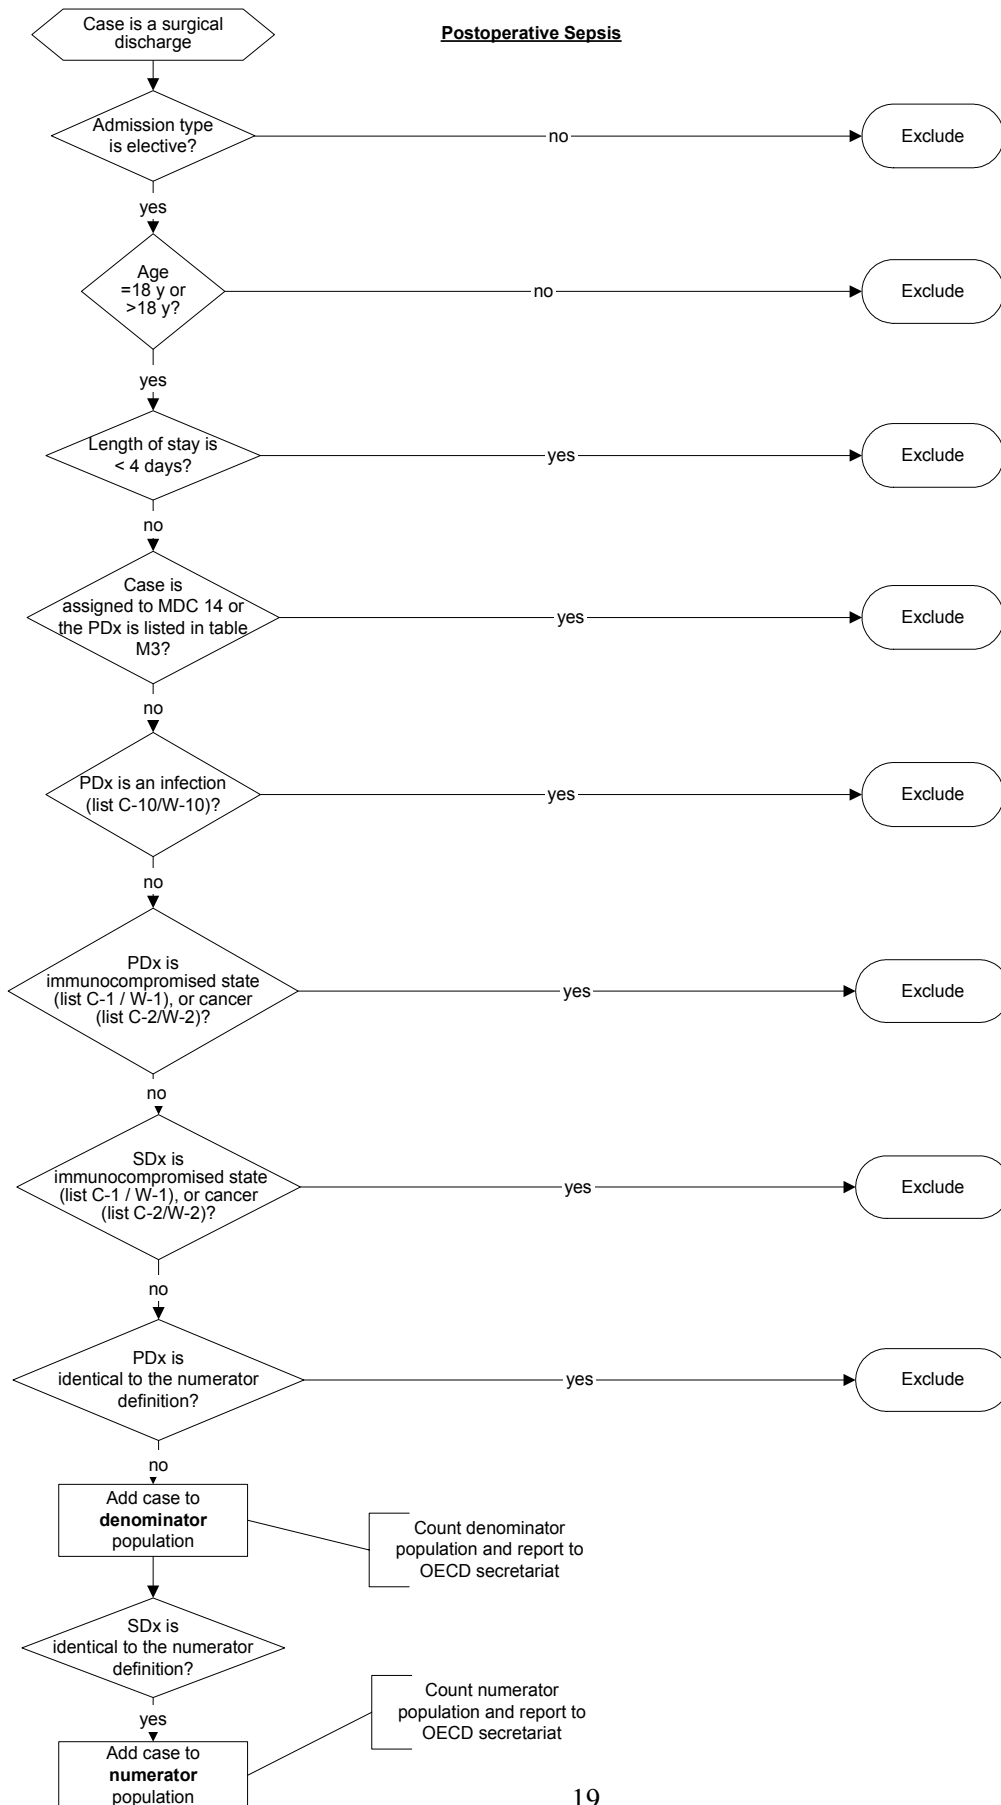 Case is a surgical
discharge
Postoperative Sepsis
Admission type
is elective?
no
Exclude
yes
Age
=18 y or
>18 y?
no
Exclude
yes
Length of stay is
< 4 days?
yes
Exclude
no
Case is
assigned to MDC 14 or
the PDx is listed in table
M3?
yes
Exclude
no
PDx is an infection
(list C-10/W-10)?
yes
Exclude
no
PDx is
immunocompromised state
(list C-1 / W-1), or cancer
(list C-2/W-2)?
yes
Exclude
no
SDx is
immunocompromised state
(list C-1 / W-1), or cancer
(list C-2/W-2)?
yes
Exclude
no
PDx is
identical to the numerator
definition?
yes
Exclude
no
Add case to
denominator
population
Count denominator
population and report to
OECD secretariat
SDx is
identical to the numerator
definition?
yes
Count numerator
population and report to
OECD secretariat
Add case to
numerator
population
19